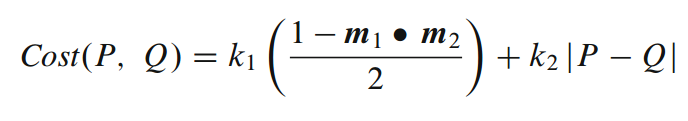 Cost(P, Q) = k₁ ( (1 − m₁ • m₂) / 2 ) + k₂ |P − Q|